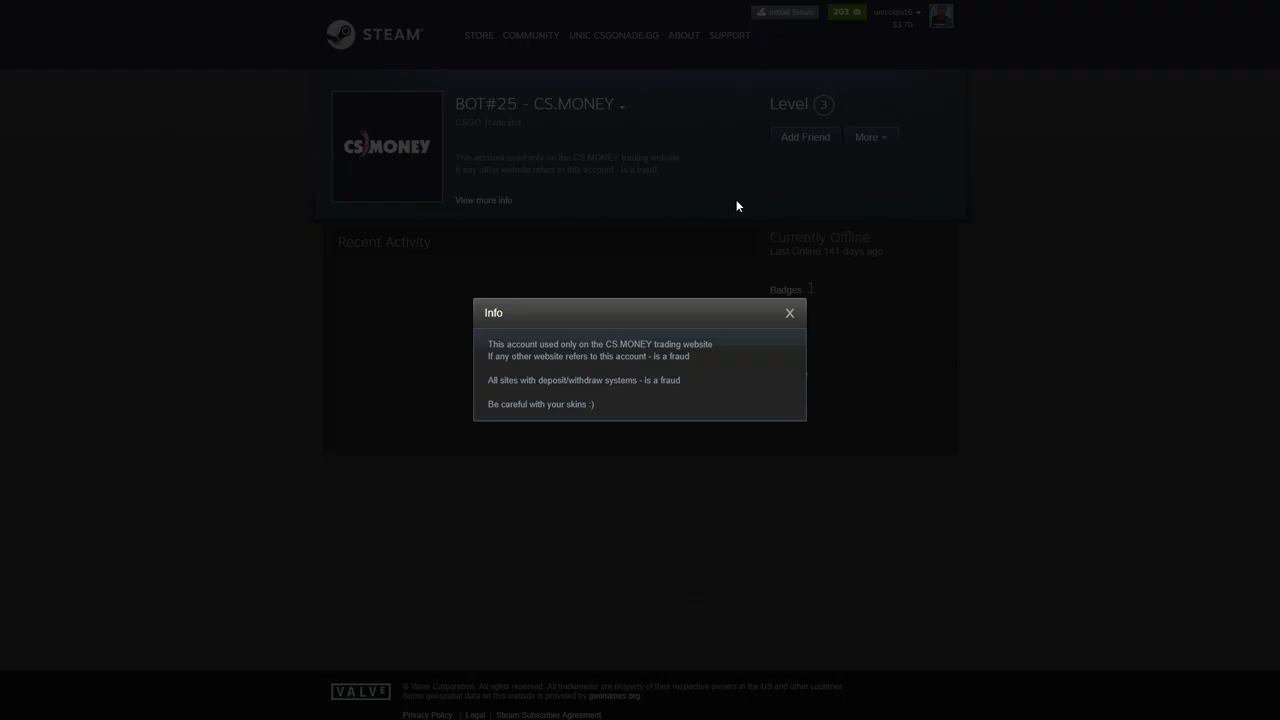 Install Steam
203
unicclips16
$3.70
STEAM
STORE COMMUNITY UNIC CSGONADE.BG ABOUT SUPPORT
BOT#25 - CS.MONEY
CSGO Trade Bot
This account used only on the CS.MONEY trading website
If any other website refers to this account - is a fraud
View more info
CS MONEY
Level 3
Add Friend
More
Recent Activity
Currently Offline
Last Online 141 days ago
Badges 1
Info
X
This account used only on the CS.MONEY trading website
If any other website refers to this account - is a fraud
All sites with deposit/withdraw systems - is a fraud
Be careful with your skins :)
VALVE
© Valve Corporation. All rights reserved. All trademarks are property of their respective owners in the US and other countries.
Some geospatial data on this website is provided by geonames.org.
Privacy Policy | Legal | Steam Subscriber Agreement